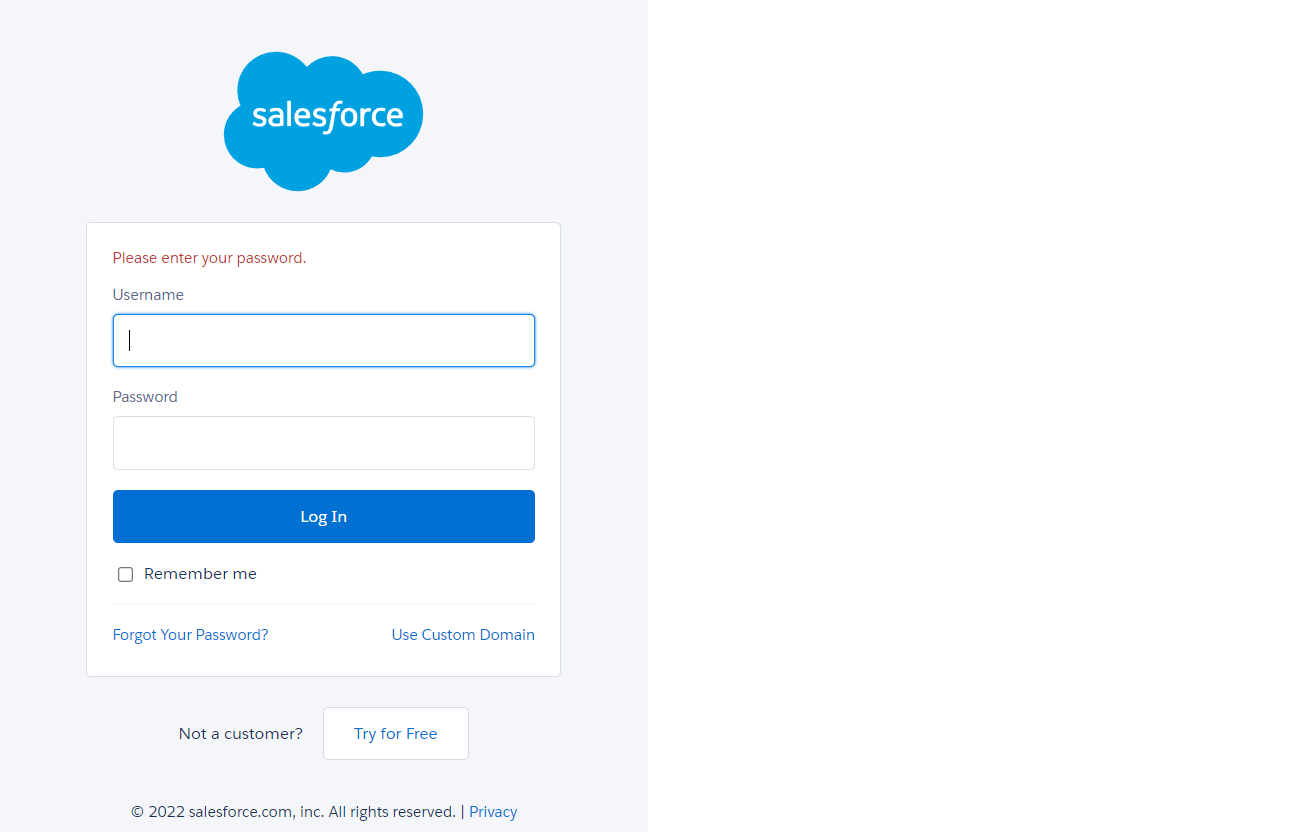 salesforce
Please enter your password.
Username
Password
Log In
Remember me
Forgot Your Password? Use Custom Domain
Not a customer? Try for Free
© 2022 salesforce.com, inc. All rights reserved. | Privacy